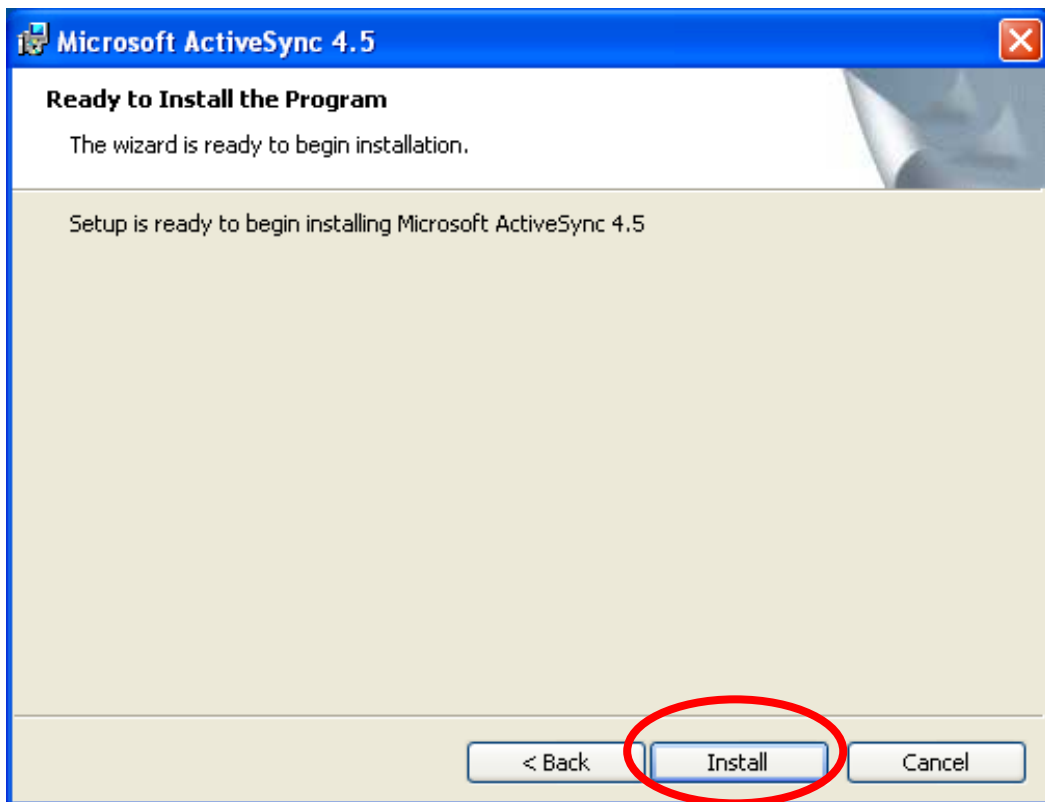 Microsoft ActiveSync 4.5
Ready to Install the Program
The wizard is ready to begin installation.
Setup is ready to begin installing Microsoft ActiveSync 4.5
< Back Install Cancel